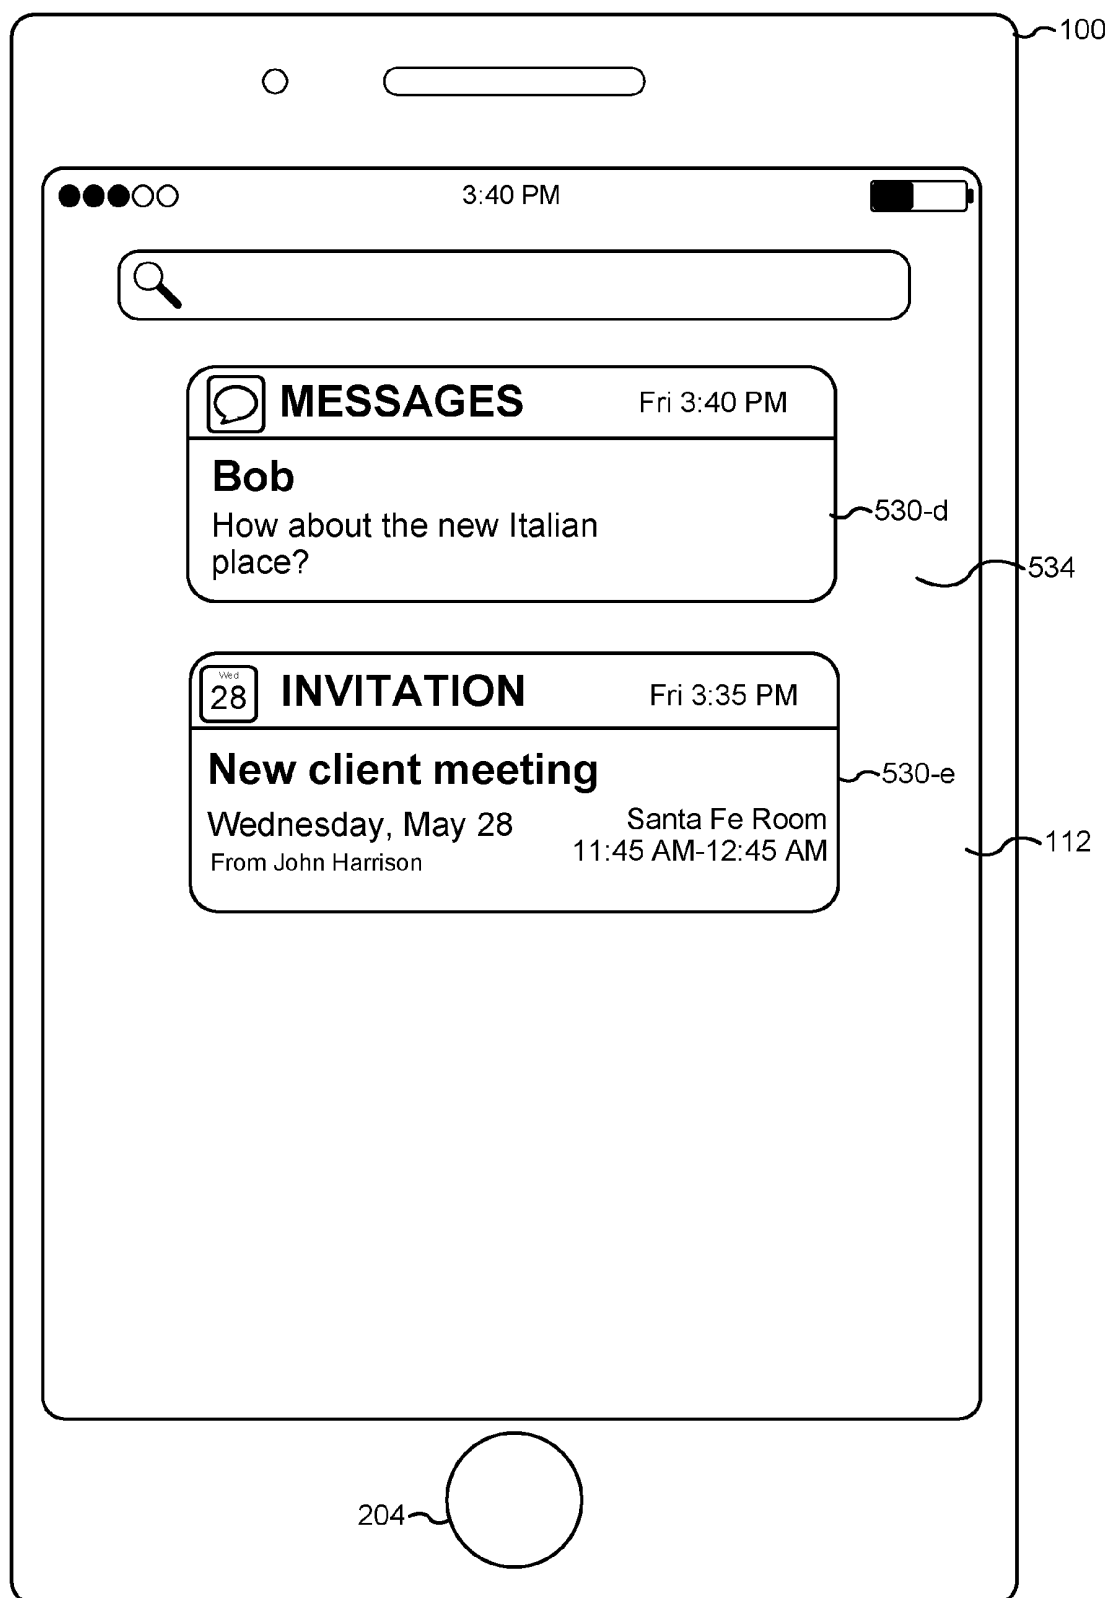 100
3:40 PM
MESSAGES Fri 3:40 PM
Bob
How about the new Italian
place?
530-d
534
Wed
28
INVITATION Fri 3:35 PM
New client meeting
530-e
Wednesday, May 28
Santa Fe Room
From John Harrison
11:45 AM-12:45 AM
112
204